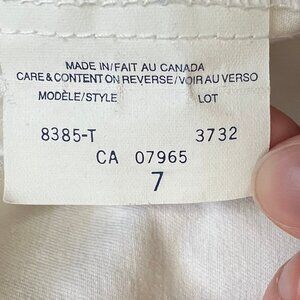 MADE IN/FAIT AU CANADA
CARE & CONTENT ON REVERSE/VOIR AU VERSO
MODÈLE/STYLE LOT
8385-T 3732
CA 07965
7